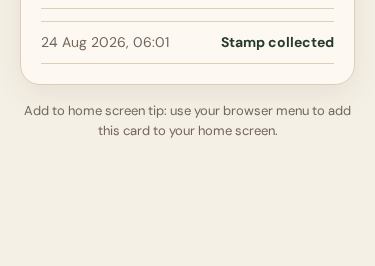 24 Aug 2026, 06:01 Stamp collected
Add to home screen tip: use your browser menu to add
this card to your home screen.